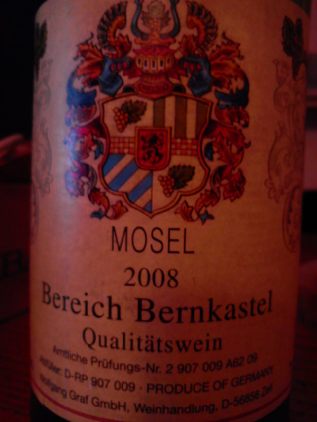 MOSEL
2008
Bereich Bernkastel
Qualitätswein
Amtliche Prüfungs-Nr. 2 907 009 A62 09
D-RP 907 009 - PRODUCE OF GERMANY
Wolfgang Graf GmbH, Weinhandlung, D-56856 Zell